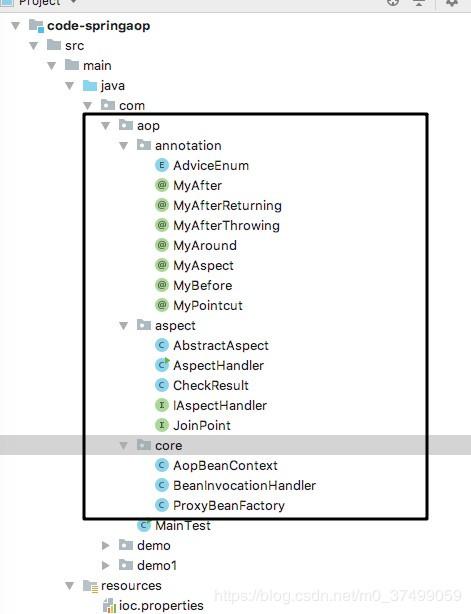 Project
code-springaop
src
main
java
com
aop
annotation
E AdviceEnum
@ MyAfter
@ MyAfterReturning
@ MyAfterThrowing
@ MyAround
@ MyAspect
@ MyBefore
@ MyPointcut
aspect
C AbstractAspect
C AspectHandler
C CheckResult
I IAspectHandler
I JoinPoint
core
C AopBeanContext
C BeanInvocationHandler
C ProxyBeanFactory
C MainTest
demo
demo1
resources
ioc.properties
https://blog.csdn.net/m0_37499059